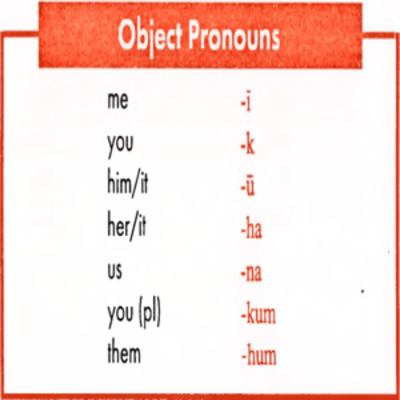 Object Pronouns
me -ī
you -k
him/it -ū
her/it -ha
us -na
you (pl) -kum
them -hum